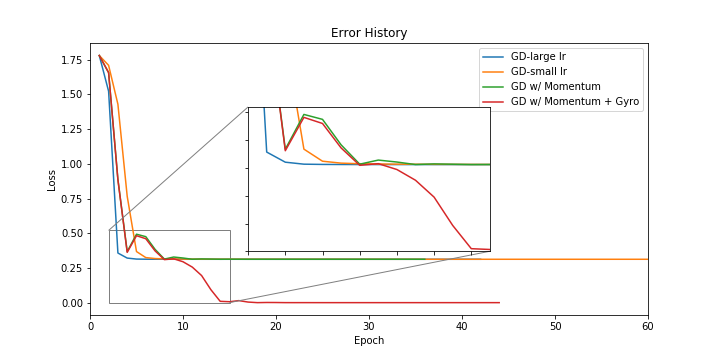 Error History
Loss
1.75
1.50
1.25
1.00
0.75
0.50
0.25
0.00
GD-large lr
GD-small lr
GD w/ Momentum
GD w/ Momentum + Gyro
0 10 20 30 40 50 60
Epoch